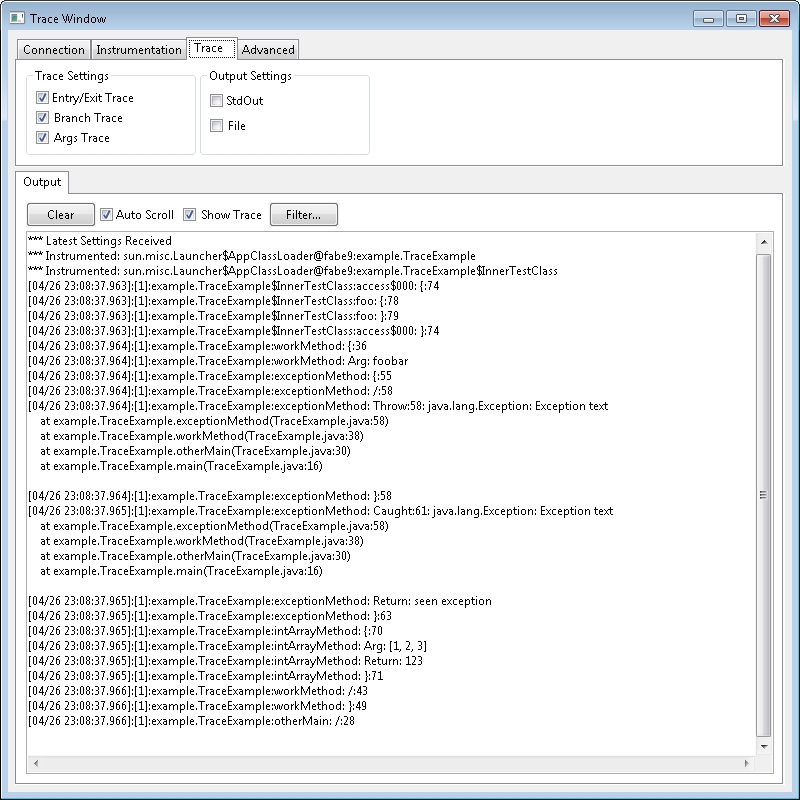 Trace Window
Connection Instrumentation Trace Advanced
Trace Settings
Entry/Exit Trace
Branch Trace
Args Trace
Output Settings
StdOut
File
Output
Clear Auto Scroll Show Trace Filter...
*** Latest Settings Received
*** Instrumented: sun.misc.Launcher$AppClassLoader@fabe9:example.TraceExample
*** Instrumented: sun.misc.Launcher$AppClassLoader@fabe9:example.TraceExample$InnerTestClass
[04/26 23:08:37.963]:[1]:example.TraceExample$InnerTestClass:access$000: {:74
[04/26 23:08:37.963]:[1]:example.TraceExample$InnerTestClass:foo: {:78
[04/26 23:08:37.963]:[1]:example.TraceExample$InnerTestClass:foo: }:79
[04/26 23:08:37.963]:[1]:example.TraceExample$InnerTestClass:access$000: }:74
[04/26 23:08:37.964]:[1]:example.TraceExample:workMethod: {:36
[04/26 23:08:37.964]:[1]:example.TraceExample:workMethod: Arg: foobar
[04/26 23:08:37.964]:[1]:example.TraceExample:exceptionMethod: {:55
[04/26 23:08:37.964]:[1]:example.TraceExample:exceptionMethod: /:58
[04/26 23:08:37.964]:[1]:example.TraceExample:exceptionMethod: Throw:58: java.lang.Exception: Exception text
at example.TraceExample.exceptionMethod(TraceExample.java:58)
at example.TraceExample.workMethod(TraceExample.java:38)
at example.TraceExample.otherMain(TraceExample.java:30)
at example.TraceExample.main(TraceExample.java:16)
[04/26 23:08:37.964]:[1]:example.TraceExample:exceptionMethod: }:58
[04/26 23:08:37.965]:[1]:example.TraceExample:exceptionMethod: Caught:61: java.lang.Exception: Exception text
at example.TraceExample.exceptionMethod(TraceExample.java:58)
at example.TraceExample.workMethod(TraceExample.java:38)
at example.TraceExample.otherMain(TraceExample.java:30)
at example.TraceExample.main(TraceExample.java:16)
[04/26 23:08:37.965]:[1]:example.TraceExample:exceptionMethod: Return: seen exception
[04/26 23:08:37.965]:[1]:example.TraceExample:exceptionMethod: }:63
[04/26 23:08:37.965]:[1]:example.TraceExample:intArrayMethod: {:70
[04/26 23:08:37.965]:[1]:example.TraceExample:intArrayMethod: Arg: [1, 2, 3]
[04/26 23:08:37.965]:[1]:example.TraceExample:intArrayMethod: Return: 123
[04/26 23:08:37.965]:[1]:example.TraceExample:intArrayMethod: }:71
[04/26 23:08:37.966]:[1]:example.TraceExample:workMethod: /:43
[04/26 23:08:37.966]:[1]:example.TraceExample:workMethod: }:49
[04/26 23:08:37.966]:[1]:example.TraceExample:otherMain: /:28